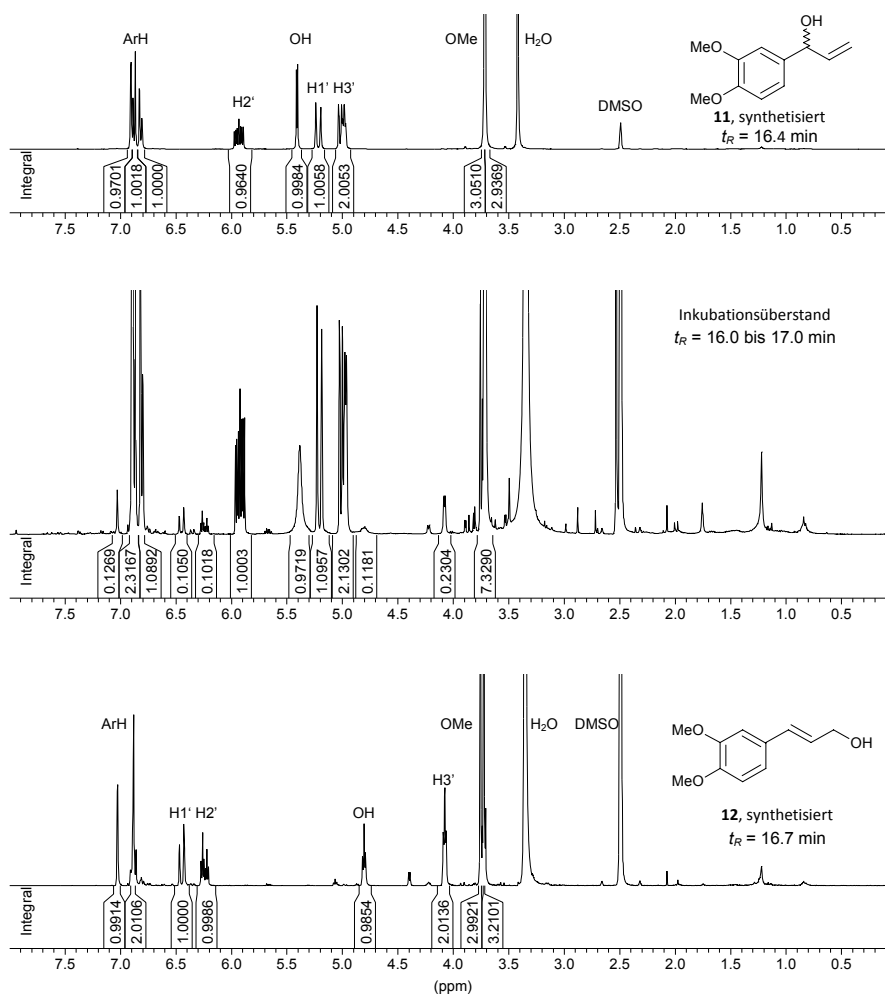 ArH
H2‘
OH
H1’
H3’
OMe
H₂O
DMSO
OH
MeO
MeO
11, synthetisiert
tR = 16.4 min
Integral
0.9701
1.0018
1.0000
0.9640
0.9984
1.0058
2.0053
3.0510
2.9369
7.5 7.0 6.5 6.0 5.5 5.0 4.5 4.0 3.5 3.0 2.5 2.0 1.5 1.0 0.5
Inkubationsüberstand
tR = 16.0 bis 17.0 min
Integral
0.1269
2.3167
1.0892
0.1050
0.1018
1.0003
0.9719
1.0957
2.1302
0.1181
0.2304
7.3290
7.5 7.0 6.5 6.0 5.5 5.0 4.5 4.0 3.5 3.0 2.5 2.0 1.5 1.0 0.5
ArH
H1‘
H2’
OH
H3’
OMe
H₂O
DMSO
MeO
OH
MeO
12, synthetisiert
tR = 16.7 min
Integral
0.9914
2.0106
1.0000
0.9986
0.9854
2.0136
2.9921
3.2101
7.5 7.0 6.5 6.0 5.5 5.0 4.5 4.0 3.5 3.0 2.5 2.0 1.5 1.0 0.5
(ppm)